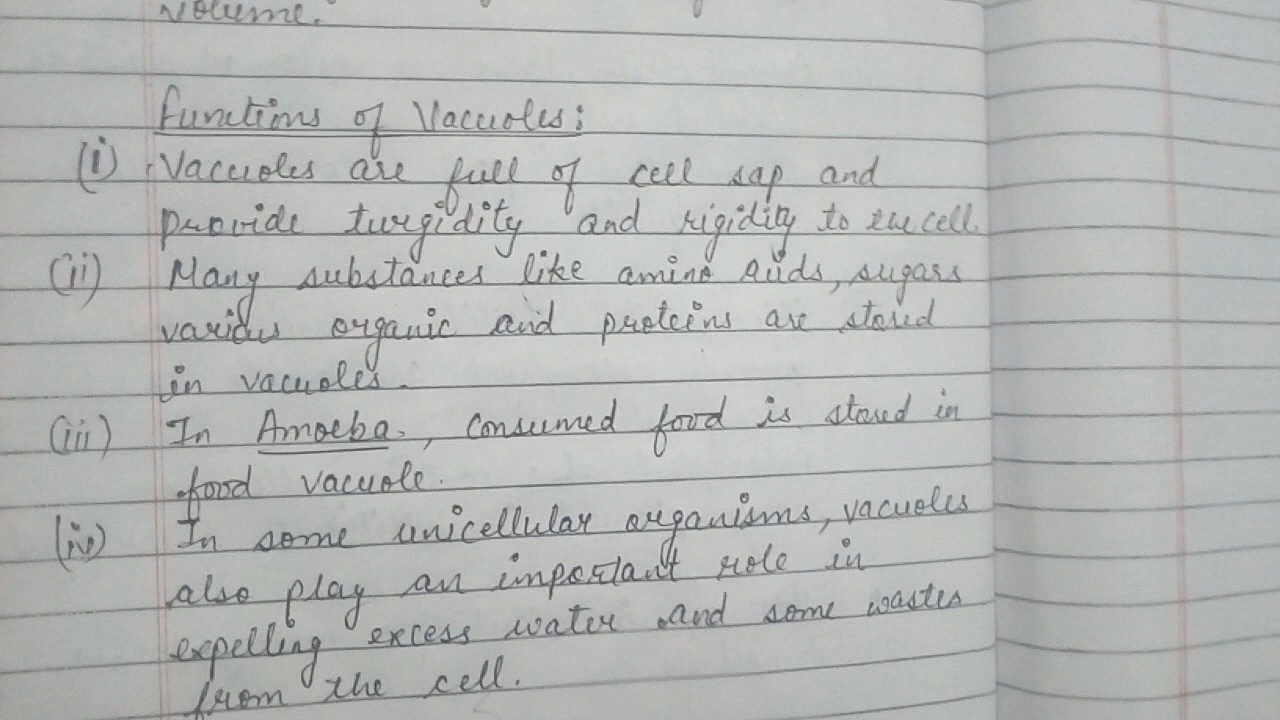 volume.
Functions of Vacuoles:
(i) Vacuoles are full of cell sap and
provide turgidity and rigidity to the cell.
(ii) Many substances like amino acids, sugars
various organic and proteins are stored
in vacuoles.
(iii) In Amoeba, consumed food is stored in
food vacuole.
(iv) In some unicellular organisms, vacuoles
also play an important role in
expelling excess water and some wastes
from the cell.